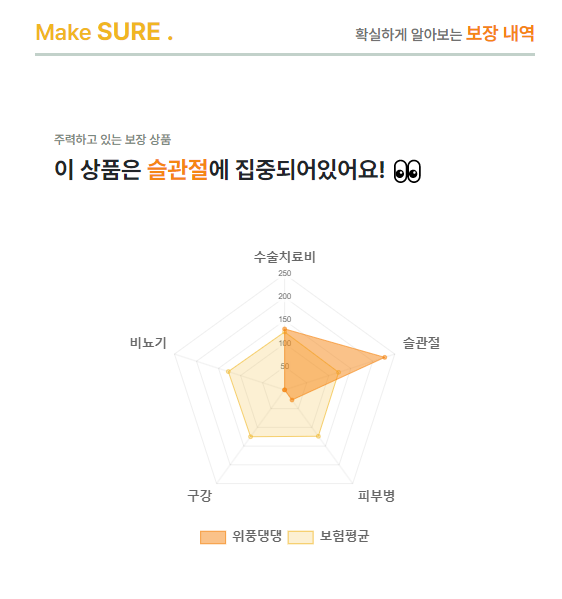 Make SURE .
확실하게 알아보는 보장 내역
주력하고 있는 보장 상품
이 상품은 슬관절에 집중되어있어요!
수술치료비
250
200
150
100
50
비뇨기
슬관절
구강
피부병
위풍댕댕
보험평균